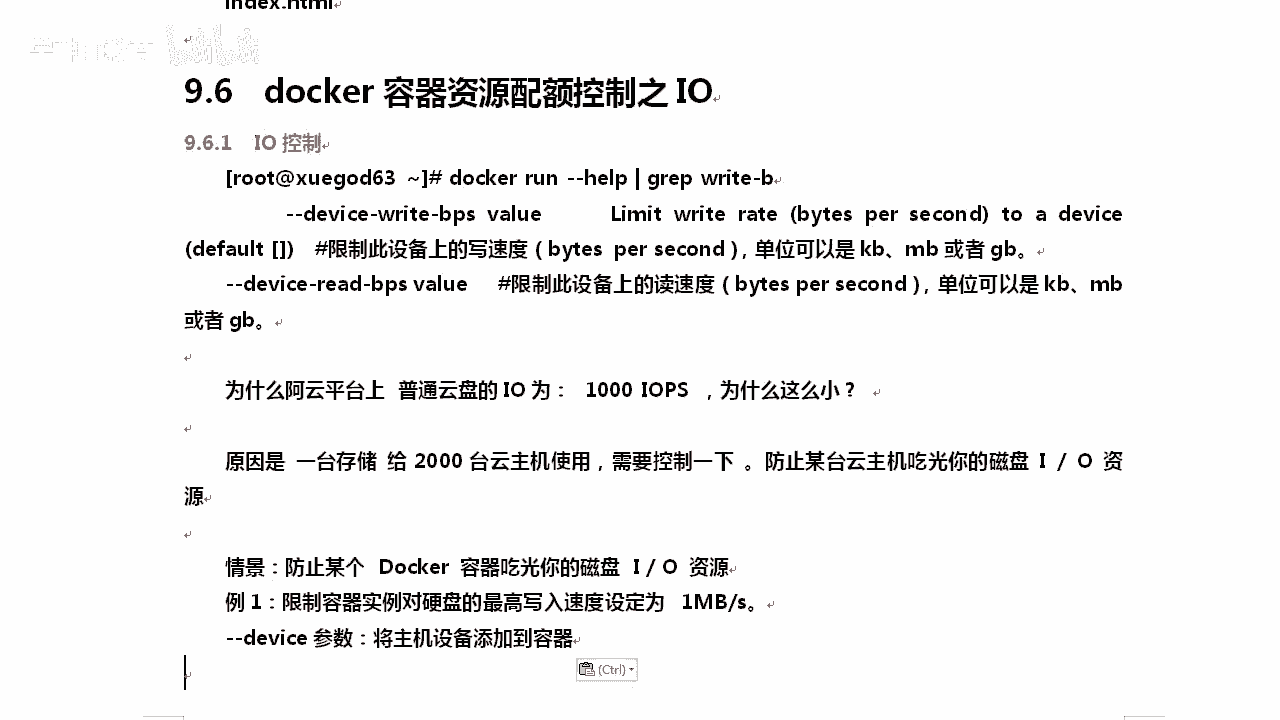 index.html
9.6 docker 容器资源配额控制之 IO
9.6.1 IO 控制
[root@xuegod63 ~]# docker run --help | grep write-b
--device-write-bps value Limit write rate (bytes per second) to a device
(default []) #限制此设备上的写速度（bytes per second），单位可以是 kb、mb 或者 gb。
--device-read-bps value #限制此设备上的读速度（bytes per second），单位可以是 kb、mb
或者 gb。
为什么阿云平台上 普通云盘的 IO 为： 1000 IOPS ，为什么这么小？
原因是 一台存储 给 2000 台云主机使用，需要控制一下 。防止某台云主机吃光你的磁盘 I / O 资
源
情景：防止某个 Docker 容器吃光你的磁盘 I / O 资源
例 1：限制容器实例对硬盘的最高写入速度设定为 1MB/s。
--device 参数：将主机设备添加到容器
(Ctrl)